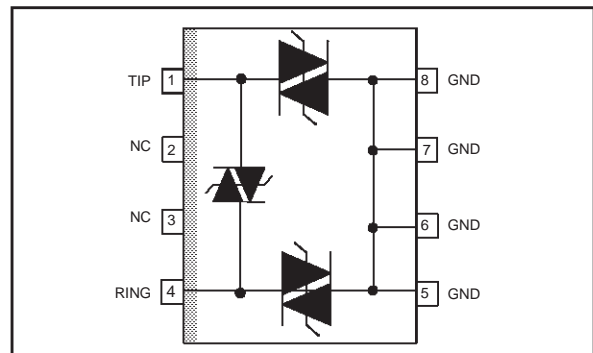 TIP 1
NC 2
NC 3
RING 4
8 GND
7 GND
6 GND
5 GND